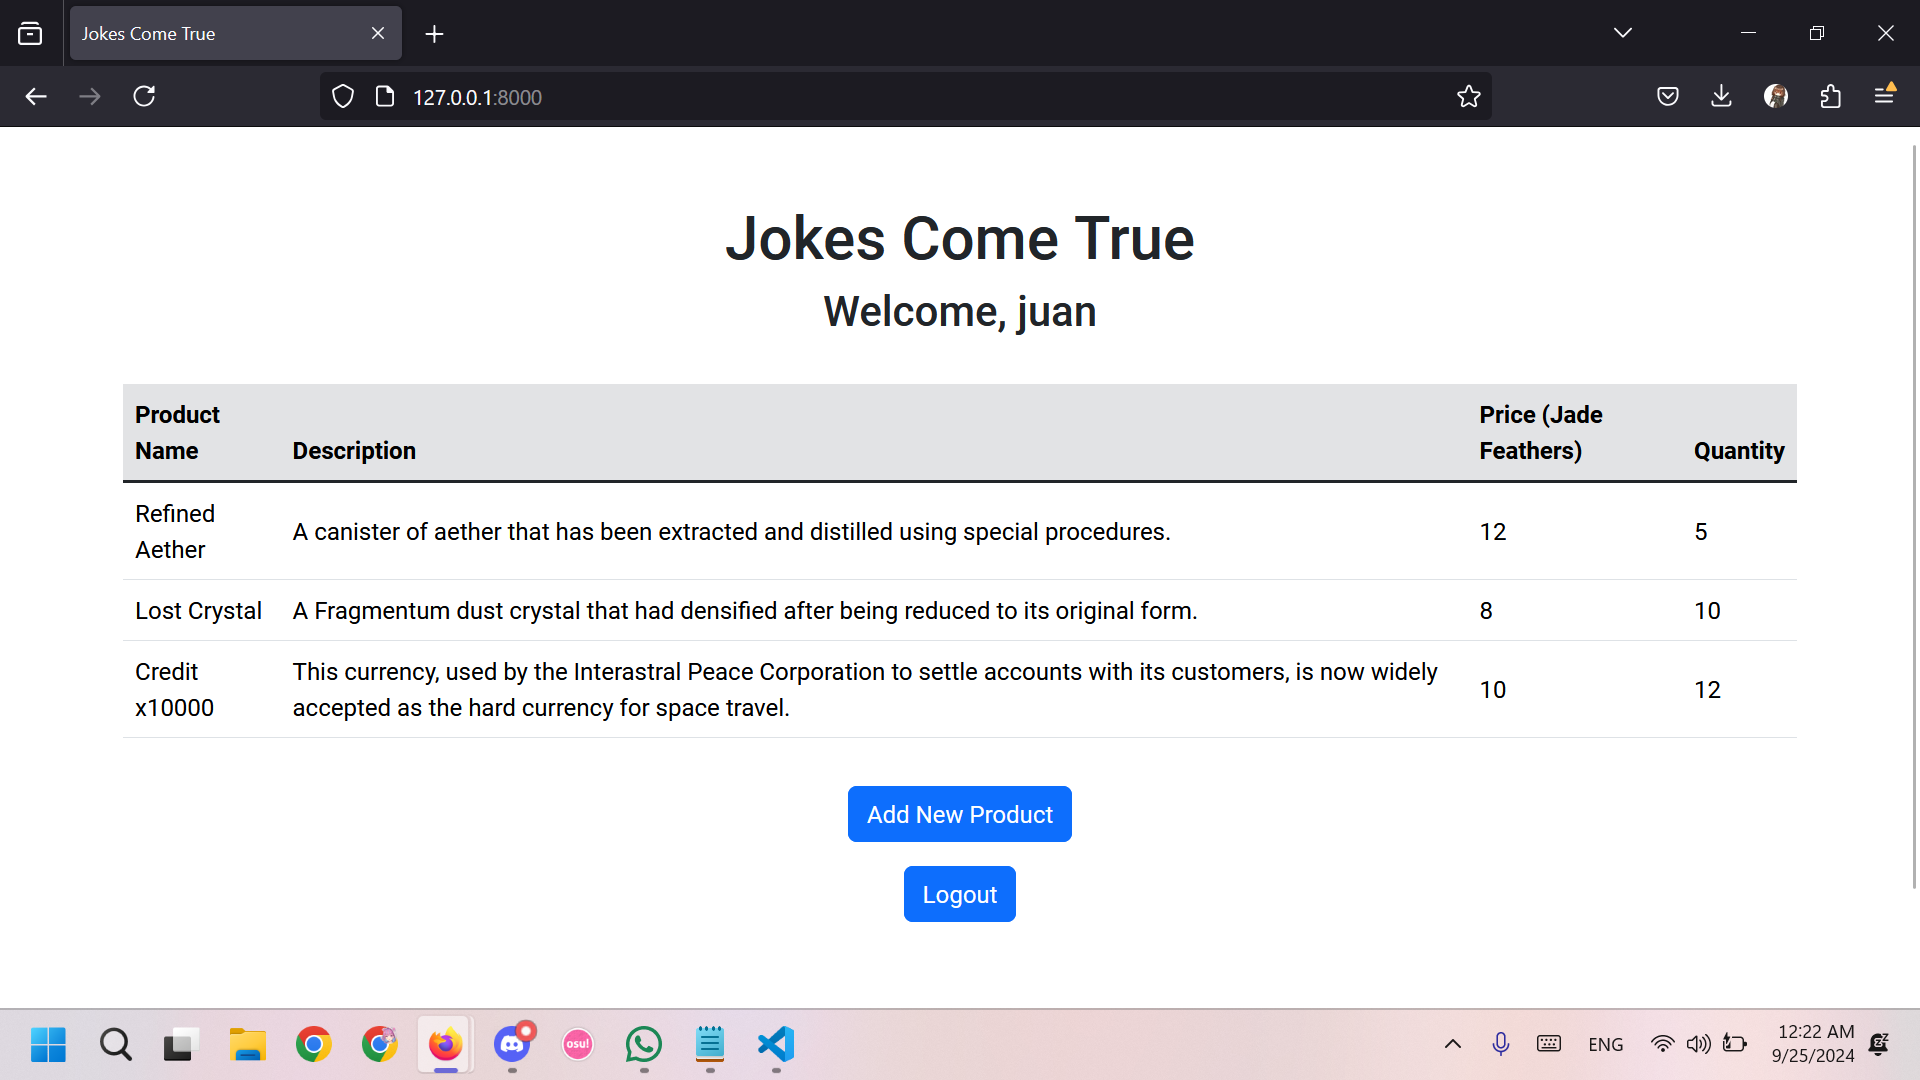 Jokes Come True
127.0.0.1:8000
Jokes Come True
Welcome, juan
Product
Name
Description
Price (Jade
Feathers)
Quantity
Refined
Aether
A canister of aether that has been extracted and distilled using special procedures.
12
5
Lost Crystal
A Fragmentum dust crystal that had densified after being reduced to its original form.
8
10
Credit
x10000
This currency, used by the Interastral Peace Corporation to settle accounts with its customers, is now widely
accepted as the hard currency for space travel.
10
12
Add New Product
Logout
osu!
ENG
12:22 AM
9/25/2024